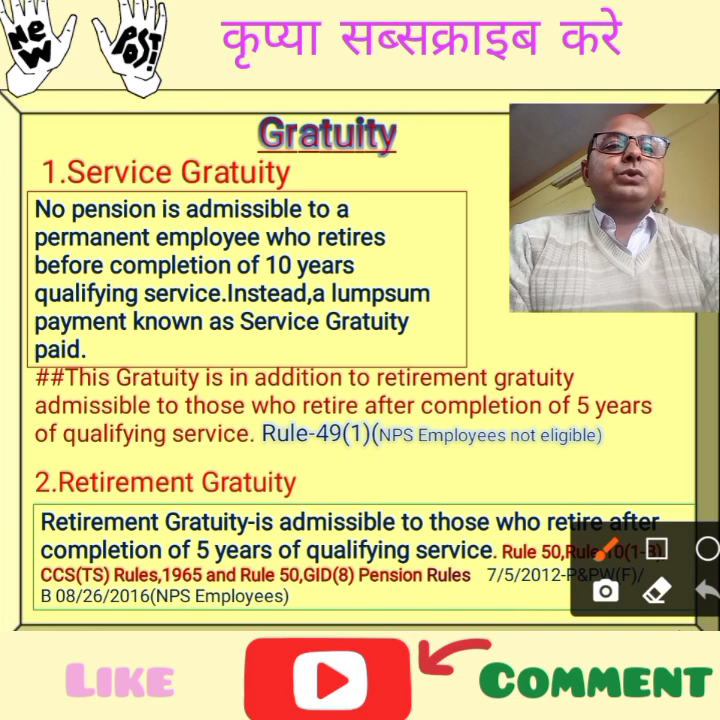 New
Post!
कृप्या सब्सक्राइब करे
Gratuity
1.Service Gratuity
No pension is admissible to a
permanent employee who retires
before completion of 10 years
qualifying service.Instead,a lumpsum
payment known as Service Gratuity
paid.
##This Gratuity is in addition to retirement gratuity
admissible to those who retire after completion of 5 years
of qualifying service. Rule-49(1)(NPS Employees not eligible)
2.Retirement Gratuity
Retirement Gratuity-is admissible to those who retire after
completion of 5 years of qualifying service. Rule 50,Rule 10(1-B)
CCS(TS) Rules,1965 and Rule 50,GID(8) Pension Rules 7/5/2012-P&PW(F)/
B 08/26/2016(NPS Employees)
LIKE
COMMENT